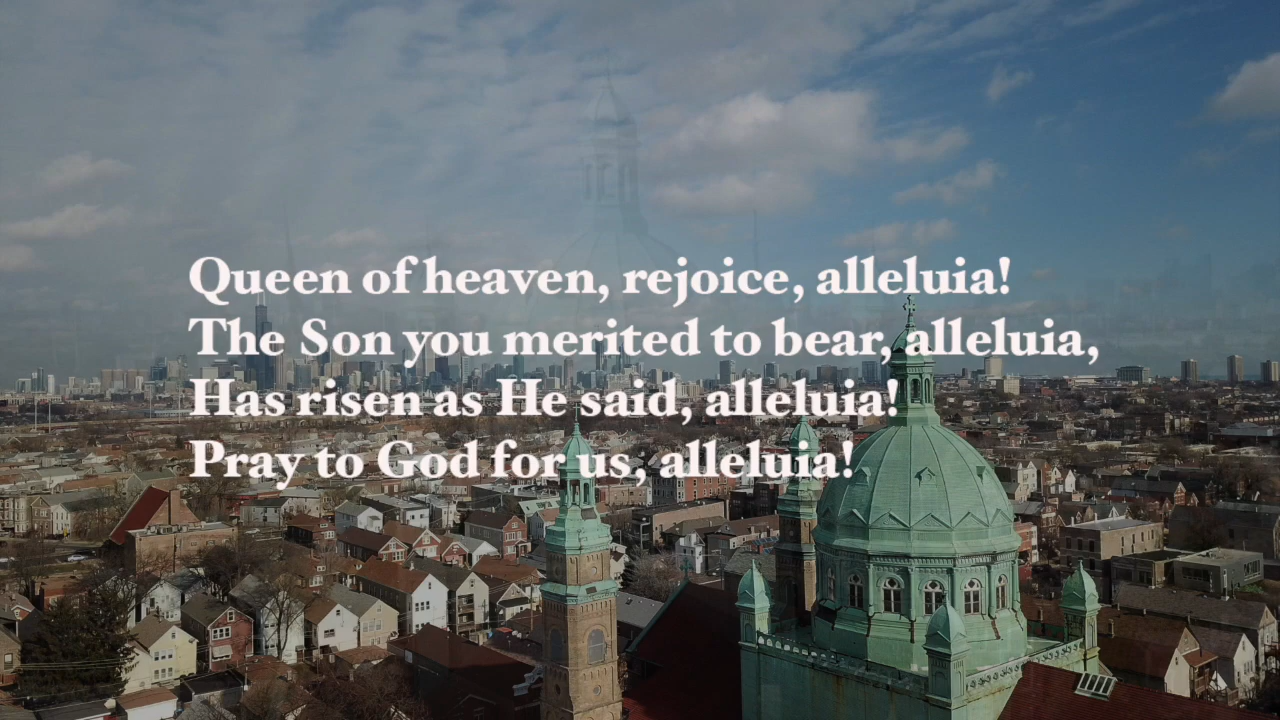 Queen of heaven, rejoice, alleluia!
The Son you merited to bear, alleluia,
Has risen as He said, alleluia!
Pray to God for us, alleluia!